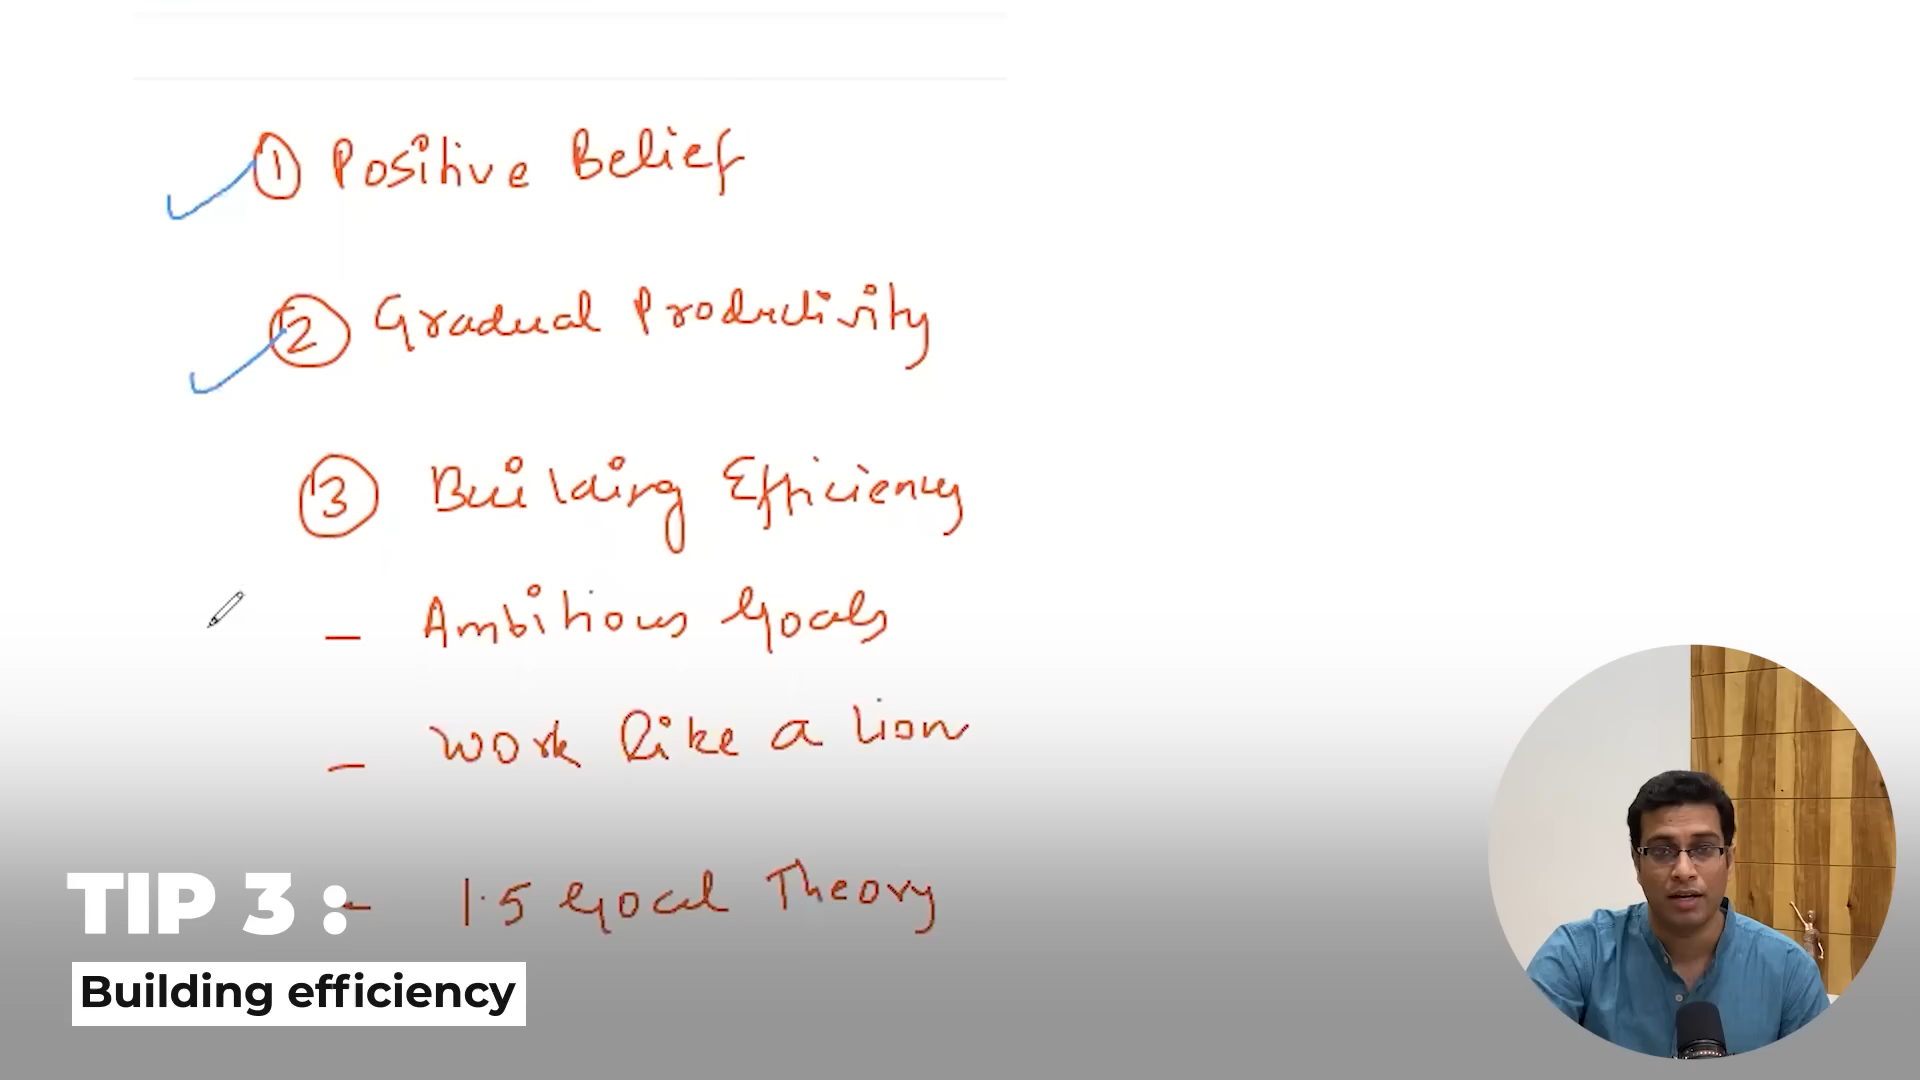 1 Positive Belief
2 Gradual Productivity
3 Building Efficiency
- Ambitious Goals
- Work like a lion
- 1.5 Goal Theory
TIP 3 :
Building efficiency